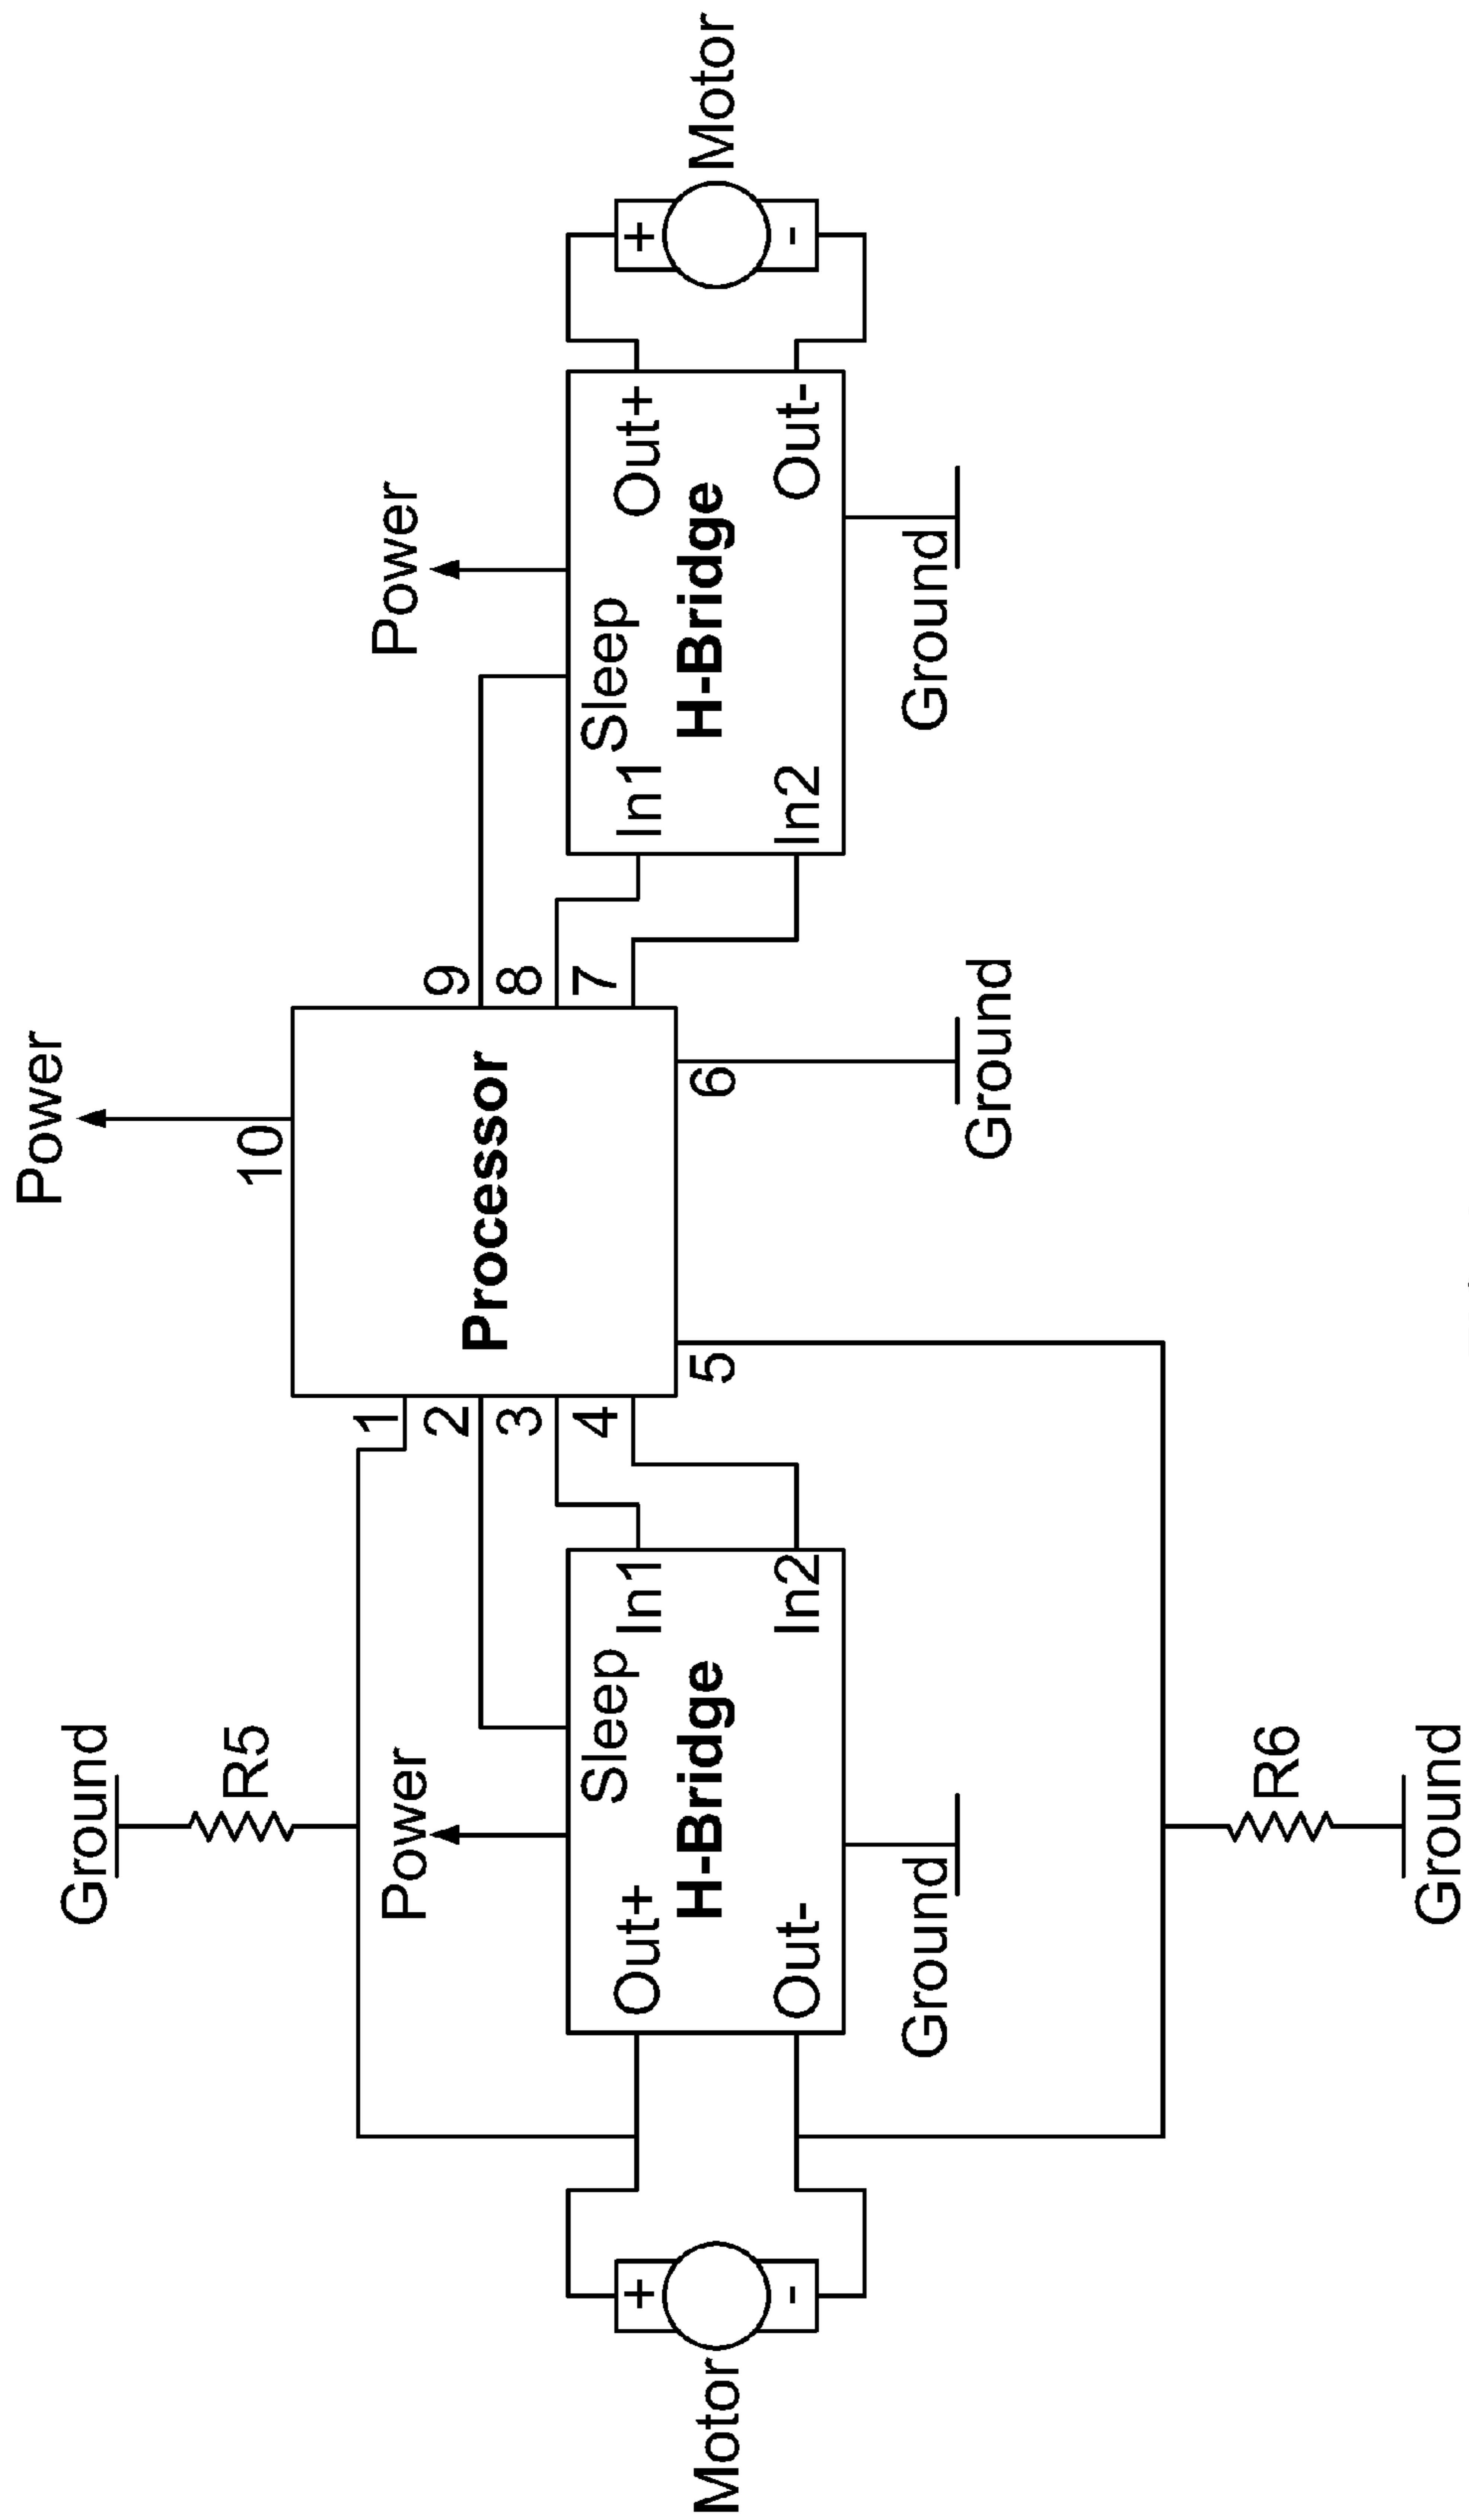 Ground
R5
Power
10
Power
1
2
3
4
Processor
9
8
7
5
6
Power
Out+
Sleep
In1
H-Bridge
Out-
In2
Ground
Sleep
In1
Out+
H-Bridge
In2
Out-
Ground
Motor
+
-
+
-
Motor
Ground
R6
Ground